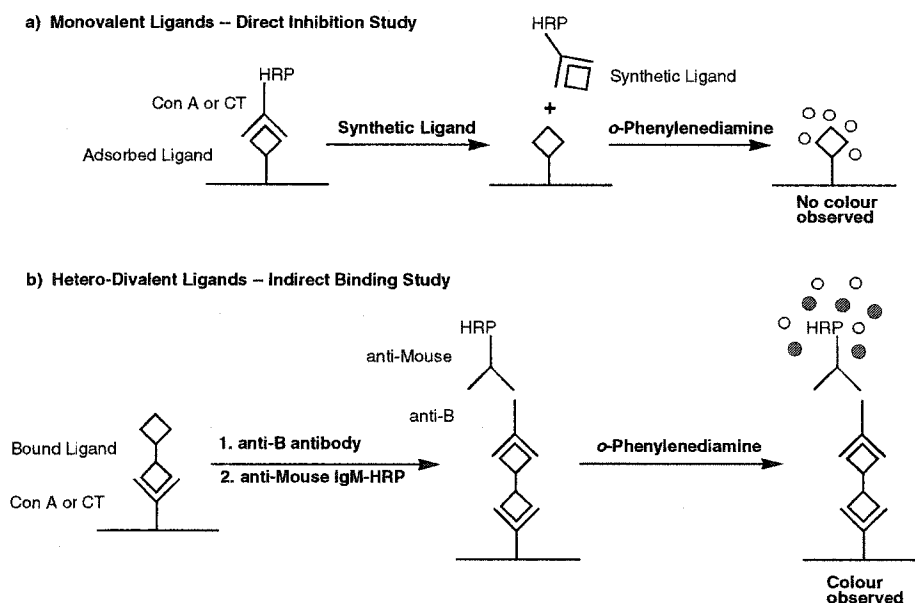 a) Monovalent Ligands – Direct Inhibition Study
HRP
Con A or CT
Adsorbed Ligand
Synthetic Ligand
HRP
Synthetic Ligand
+
o-Phenylenediamine
No colour
observed
b) Hetero-Divalent Ligands – Indirect Binding Study
Bound Ligand
Con A or CT
1. anti-B antibody
2. anti-Mouse IgM-HRP
HRP
anti-Mouse
anti-B
o-Phenylenediamine
HRP
Colour
observed